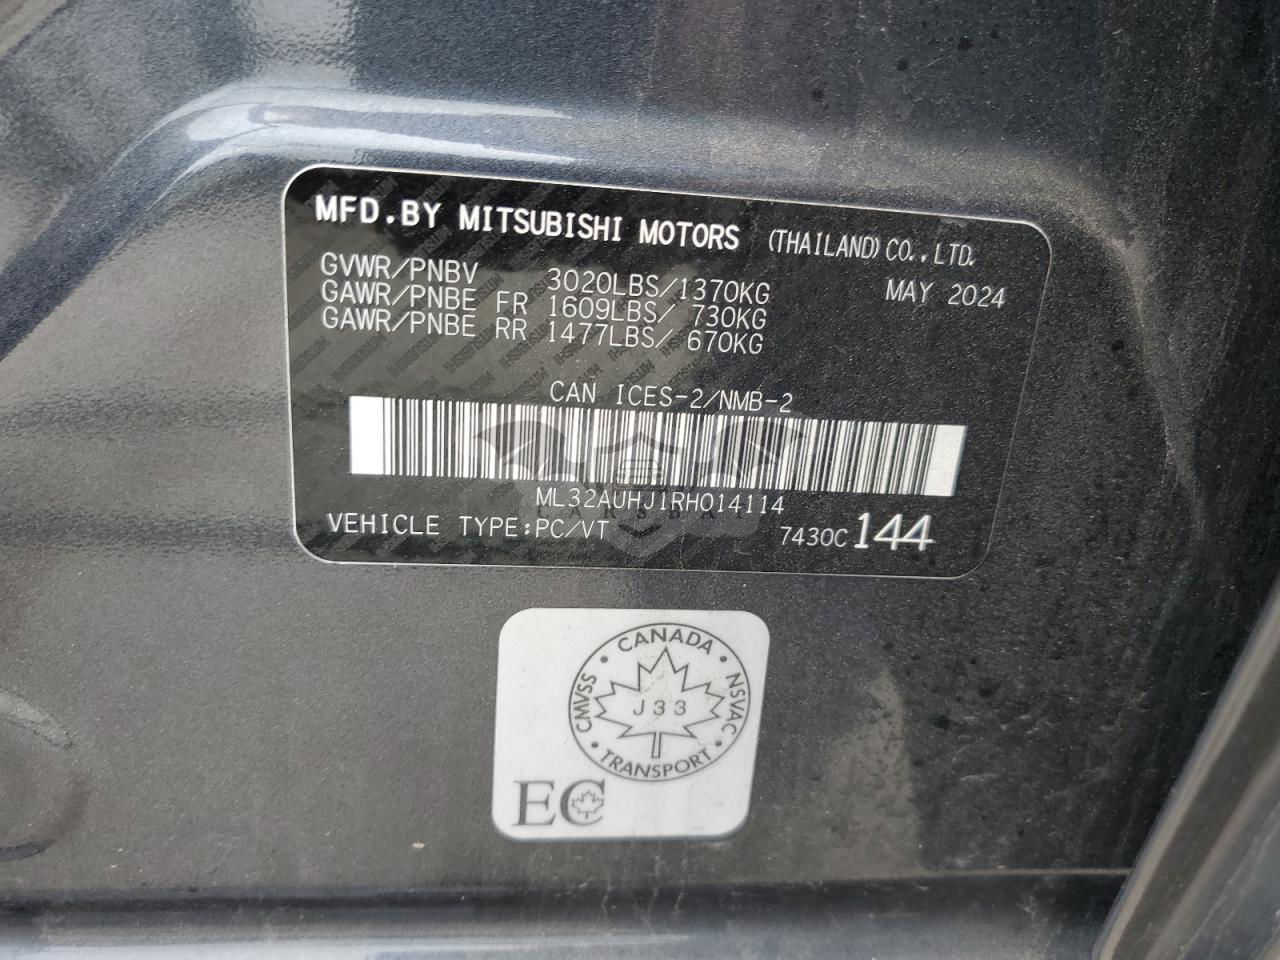 MFD.BY MITSUBISHI MOTORS (THAILAND) CO.,LTD.
GVWR/PNBV 3020LBS/1370KG MAY 2024
GAWR/PNBE FR 1609LBS/ 730KG
GAWR/PNBE RR 1477LBS/ 670KG
CAN ICES-2/NMB-2
ML32AUHJ1RH014114
VEHICLE TYPE:PC/VT 7430C 144
CANADA
CMVSS J33 NSVAC
TRANSPORT
EC